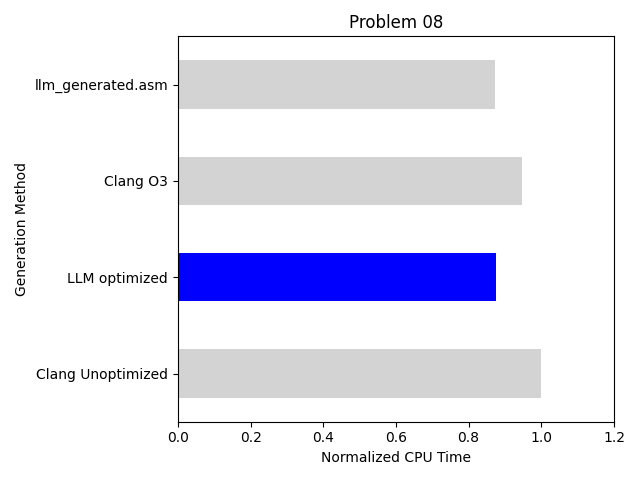 Problem 08
llm_generated.asm
Clang O3
LLM optimized
Clang Unoptimized
Generation Method
0.0 0.2 0.4 0.6 0.8 1.0 1.2
Normalized CPU Time